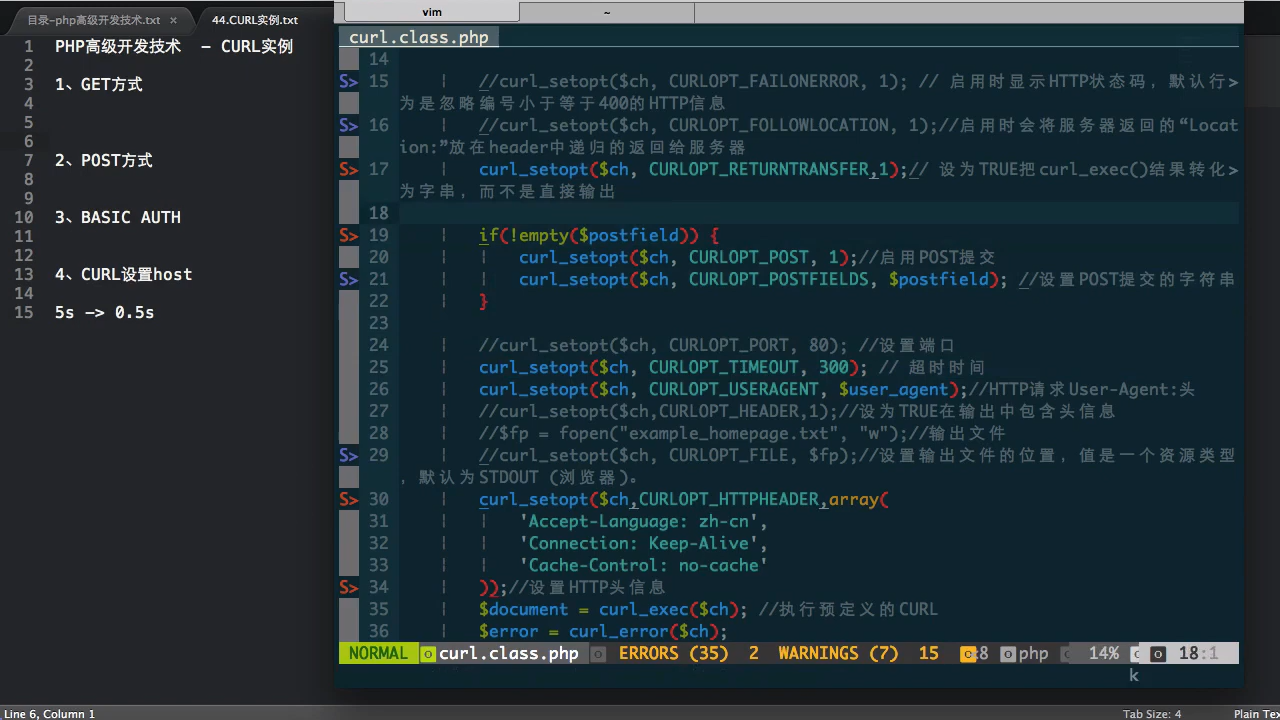 目录-php高级开发技术.txt ×
44.CURL实例.txt
1 PHP高级开发技术 - CURL实例
2
3 1、GET方式
4
5
6
7 2、POST方式
8
9
10 3、BASIC AUTH
11
12
13 4、CURL设置host
14
15 5s -> 0.5s
vim
~
curl.class.php
14
S> 15 //curl_setopt($ch, CURLOPT_FAILONERROR, 1); // 启用时显示HTTP状态码，默认行>
为是忽略编号小于等于400的HTTP信息
S> 16 //curl_setopt($ch, CURLOPT_FOLLOWLOCATION, 1);//启用时会将服务器返回的“Locat
ion:”放在header中递归的返回给服务器
S> 17 curl_setopt($ch, CURLOPT_RETURNTRANSFER,1);// 设为TRUE把curl_exec()结果转化>
为字串，而不是直接输出
18
S> 19 if(!empty($postfield)) {
20 curl_setopt($ch, CURLOPT_POST, 1);//启用POST提交
S> 21 curl_setopt($ch, CURLOPT_POSTFIELDS, $postfield); //设置POST提交的字符串
22 }
23
24 //curl_setopt($ch, CURLOPT_PORT, 80); //设置端口
25 curl_setopt($ch, CURLOPT_TIMEOUT, 300); // 超时时间
26 curl_setopt($ch, CURLOPT_USERAGENT, $user_agent);//HTTP请求User-Agent:头
27 //curl_setopt($ch,CURLOPT_HEADER,1);//设为TRUE在输出中包含头信息
28 //$fp = fopen("example_homepage.txt", "w");//输出文件
S> 29 //curl_setopt($ch, CURLOPT_FILE, $fp);//设置输出文件的位置，值是一个资源类型
，默认为STDOUT (浏览器)。
S> 30 curl_setopt($ch,CURLOPT_HTTPHEADER,array(
31 'Accept-Language: zh-cn',
32 'Connection: Keep-Alive',
33 'Cache-Control: no-cache'
S> 34 ));//设置HTTP头信息
35 $document = curl_exec($ch); //执行预定义的CURL
36 $error = curl_error($ch);
NORMAL curl.class.php ERRORS (35) 2 WARNINGS (7) 15 :8 php 14% 18:1
k
Line 6, Column 1
Tab Size: 4
Plain Tex